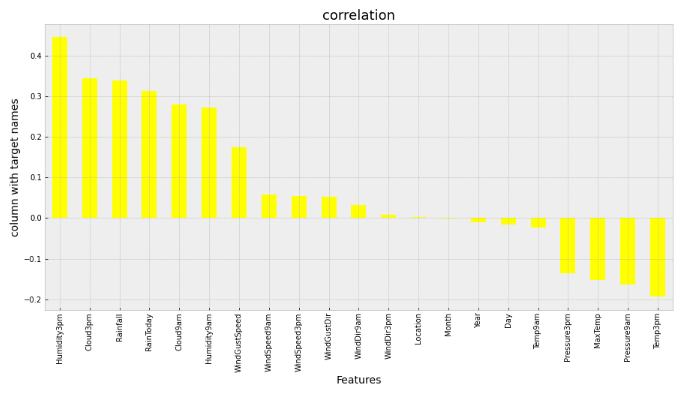 correlation
column with target names
0.4
0.3
0.2
0.1
0.0
−0.1
−0.2
Humidity3pm
Cloud3pm
Rainfall
RainToday
Cloud9am
Humidity9am
WindGustSpeed
WindSpeed9am
WindSpeed3pm
WindGustDir
WindDir9am
WindDir3pm
Location
Month
Year
Day
Temp9am
Pressure3pm
MaxTemp
Pressure9am
Temp3pm
Features